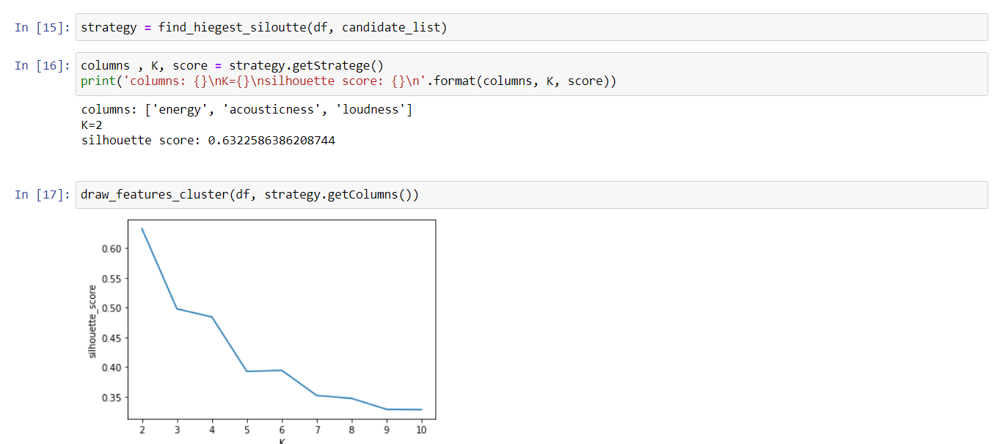 In [15]: strategy = find_hiegest_siloutte(df, candidate_list)
In [16]: columns , K, score = strategy.getStratege()
print('columns: {}\nK={}\nsilhouette score: {}\n'.format(columns, K, score))
columns: ['energy', 'acousticness', 'loudness']
K=2
silhouette score: 0.6322586386208744
In [17]: draw_features_cluster(df, strategy.getColumns())
silhouette_score
0.60
0.55
0.50
0.45
0.40
0.35
2 3 4 5 6 7 8 9 10
K